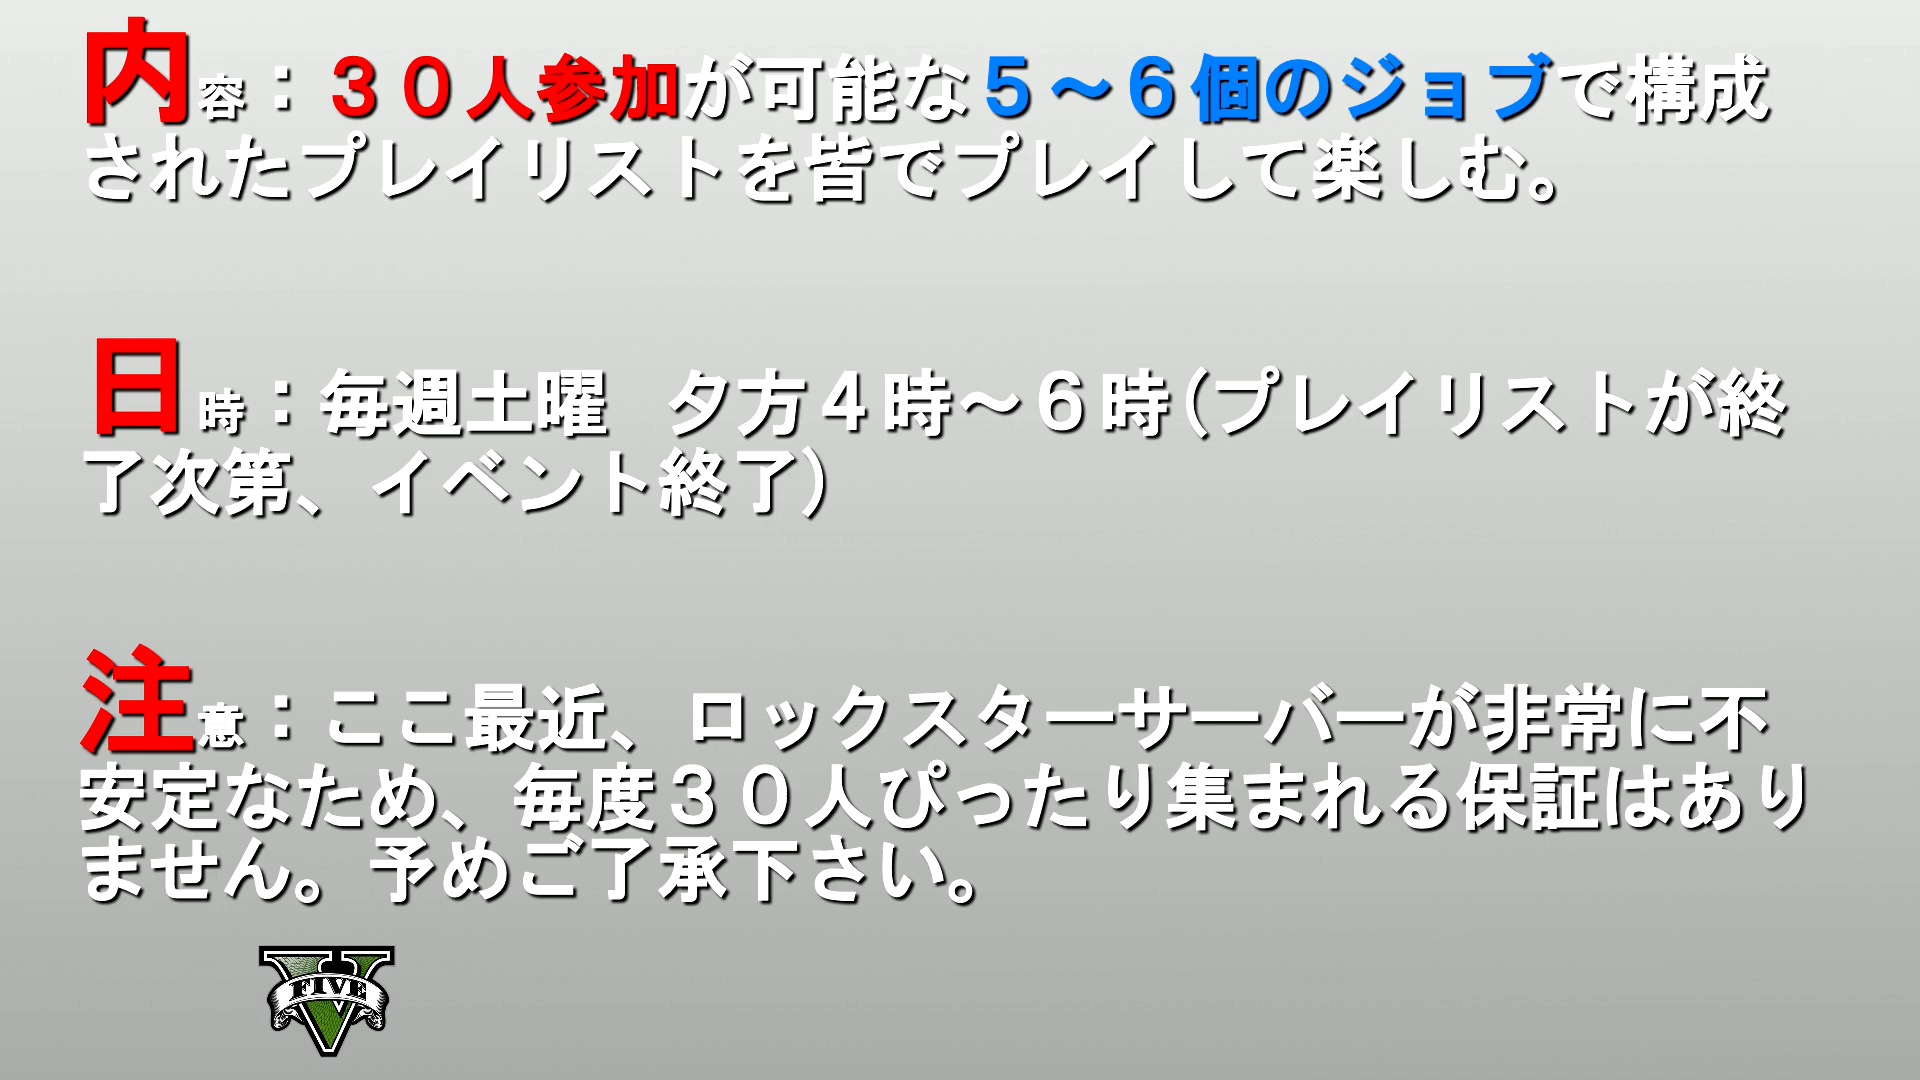 内容：３０人参加が可能な５～６個のジョブで構成
されたプレイリストを皆でプレイして楽しむ。
日時：毎週土曜　夕方４時～６時(プレイリストが終
了次第、イベント終了)
注意：ここ最近、ロックスターサーバーが非常に不
安定なため、毎度３０人ぴったり集まれる保証はあり
ません。予めご了承下さい。
V
FIVE